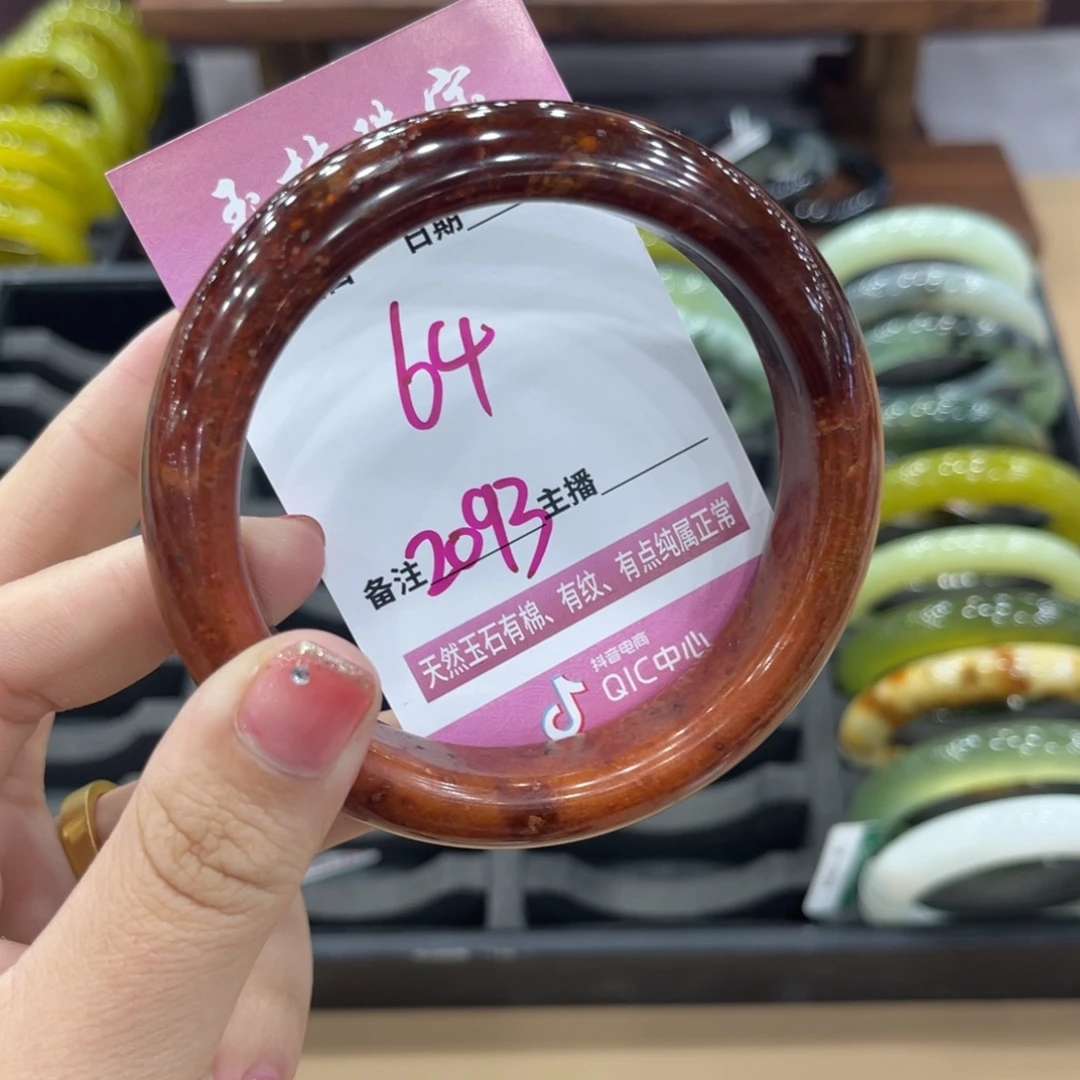 日期
64
备注2093主播
天然玉石有棉、有纹、有点纯属正常
抖音电商
QIC中心